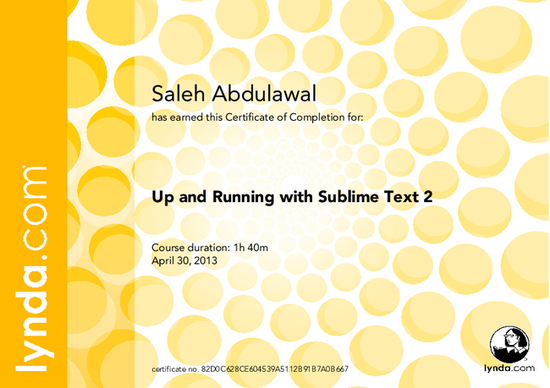 Saleh Abdulawal
has earned this Certificate of Completion for:
Up and Running with Sublime Text 2
Course duration: 1h 40m
April 30, 2013
certificate no. 82D0C628CE604539A5112B91B7A08667
lynda.com
lynda.com